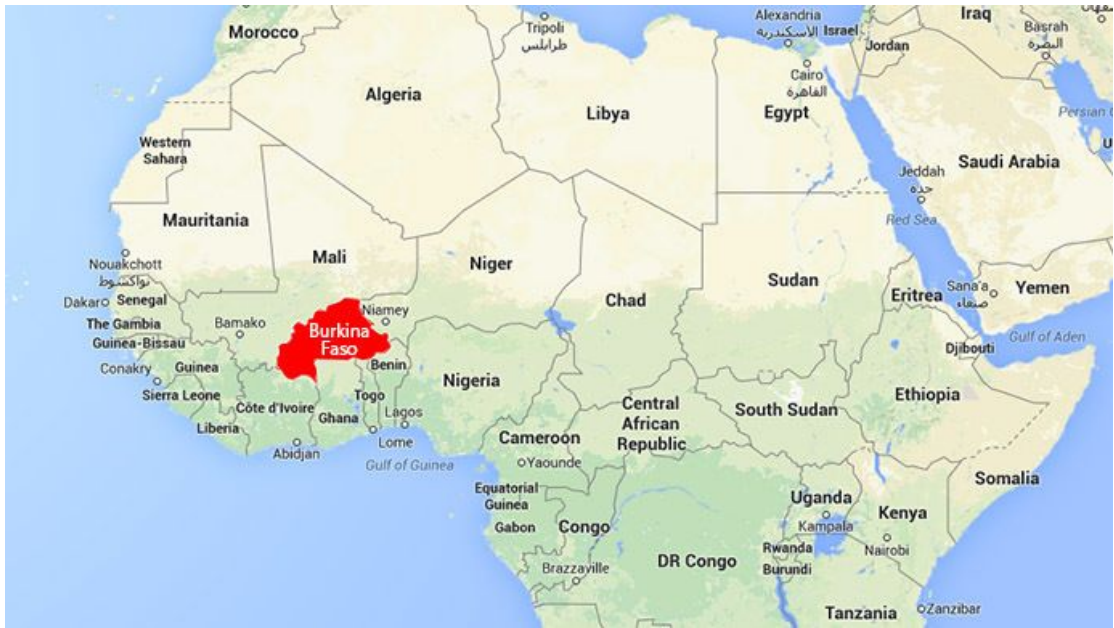 Morocco
Tripoli
طرابلس
Alexandria
الأسكندرية
Israel
Iraq
Jordan
Basrah
البصرة
Algeria
Libya
Egypt
Cairo
القاهرة
Persian
Western
Sahara
Saudi Arabia
Jeddah
جدة
Red Sea
Mauritania
Mali
Niger
Chad
Sudan
Nouakchott
نواكشوط
Sana'a
صنعاء
Yemen
Eritrea
Dakar
Senegal
Niamey
The Gambia
Bamako
Burkina
Faso
Gulf of Aden
Guinea-Bissau
Djibouti
Conakry
Guinea
Benin
Nigeria
Ethiopia
Sierra Leone
Togo
Côte d'Ivoire
Ghana
Lagos
Central
African
Republic
South Sudan
Liberia
Cameroon
Abidjan
Lome
Gulf of Guinea
Yaounde
Somalia
Equatorial
Guinea
Uganda
Kenya
Gabon
Congo
Kampala
Rwanda
Nairobi
Brazzaville
DR Congo
Burundi
Tanzania
Zanzibar